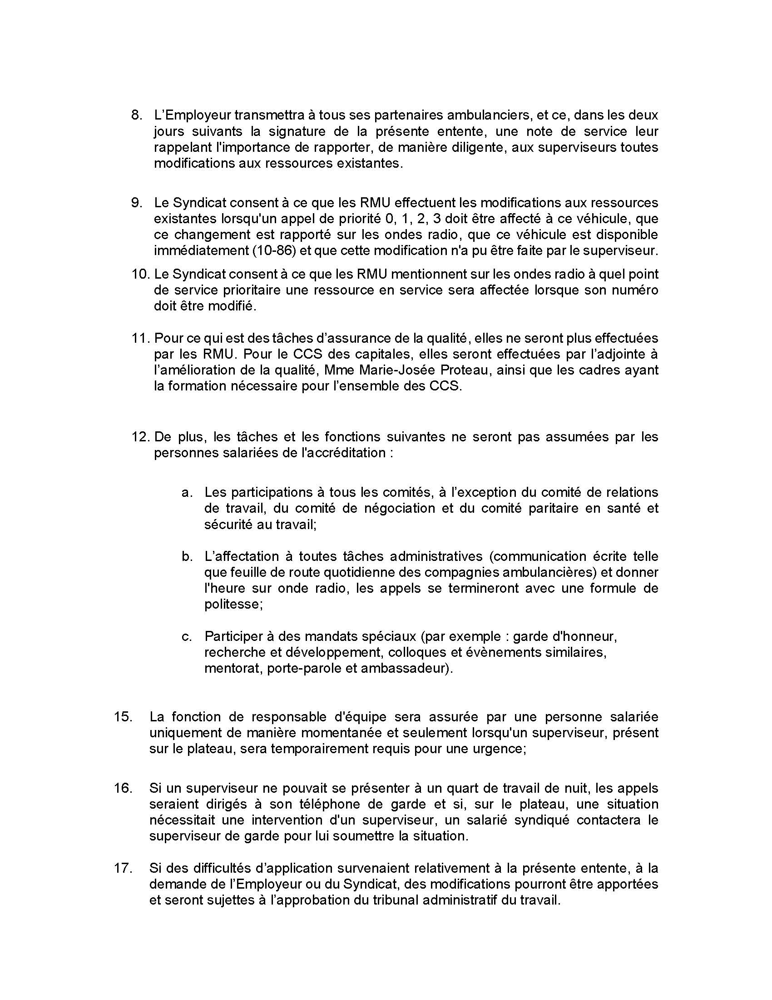 8. L’Employeur transmettra à tous ses partenaires ambulanciers, et ce, dans les deux
jours suivants la signature de la présente entente, une note de service leur
rappelant l'importance de rapporter, de manière diligente, aux superviseurs toutes
modifications aux ressources existantes.
9. Le Syndicat consent à ce que les RMU effectuent les modifications aux ressources
existantes lorsqu'un appel de priorité 0, 1, 2, 3 doit être affecté à ce véhicule, que
ce changement est rapporté sur les ondes radio, que ce véhicule est disponible
immédiatement (10-86) et que cette modification n'a pu être faite par le superviseur.
10. Le Syndicat consent à ce que les RMU mentionnent sur les ondes radio à quel point
de service prioritaire une ressource en service sera affectée lorsque son numéro
doit être modifié.
11. Pour ce qui est des tâches d’assurance de la qualité, elles ne seront plus effectuées
par les RMU. Pour le CCS des capitales, elles seront effectuées par l’adjointe à
l’amélioration de la qualité, Mme Marie-Josée Proteau, ainsi que les cadres ayant
la formation nécessaire pour l’ensemble des CCS.
12. De plus, les tâches et les fonctions suivantes ne seront pas assumées par les
personnes salariées de l'accréditation :
a. Les participations à tous les comités, à l’exception du comité de relations
de travail, du comité de négociation et du comité paritaire en santé et
sécurité au travail;
b. L’affectation à toutes tâches administratives (communication écrite telle
que feuille de route quotidienne des compagnies ambulancières) et donner
l'heure sur onde radio, les appels se termineront avec une formule de
politesse;
c. Participer à des mandats spéciaux (par exemple : garde d'honneur,
recherche et développement, colloques et évènements similaires,
mentorat, porte-parole et ambassadeur).
15. La fonction de responsable d'équipe sera assurée par une personne salariée
uniquement de manière momentanée et seulement lorsqu'un superviseur, présent
sur le plateau, sera temporairement requis pour une urgence;
16. Si un superviseur ne pouvait se présenter à un quart de travail de nuit, les appels
seraient dirigés à son téléphone de garde et si, sur le plateau, une situation
nécessitait une intervention d'un superviseur, un salarié syndiqué contactera le
superviseur de garde pour lui soumettre la situation.
17. Si des difficultés d’application survenaient relativement à la présente entente, à la
demande de l’Employeur ou du Syndicat, des modifications pourront être apportées
et seront sujettes à l’approbation du tribunal administratif du travail.